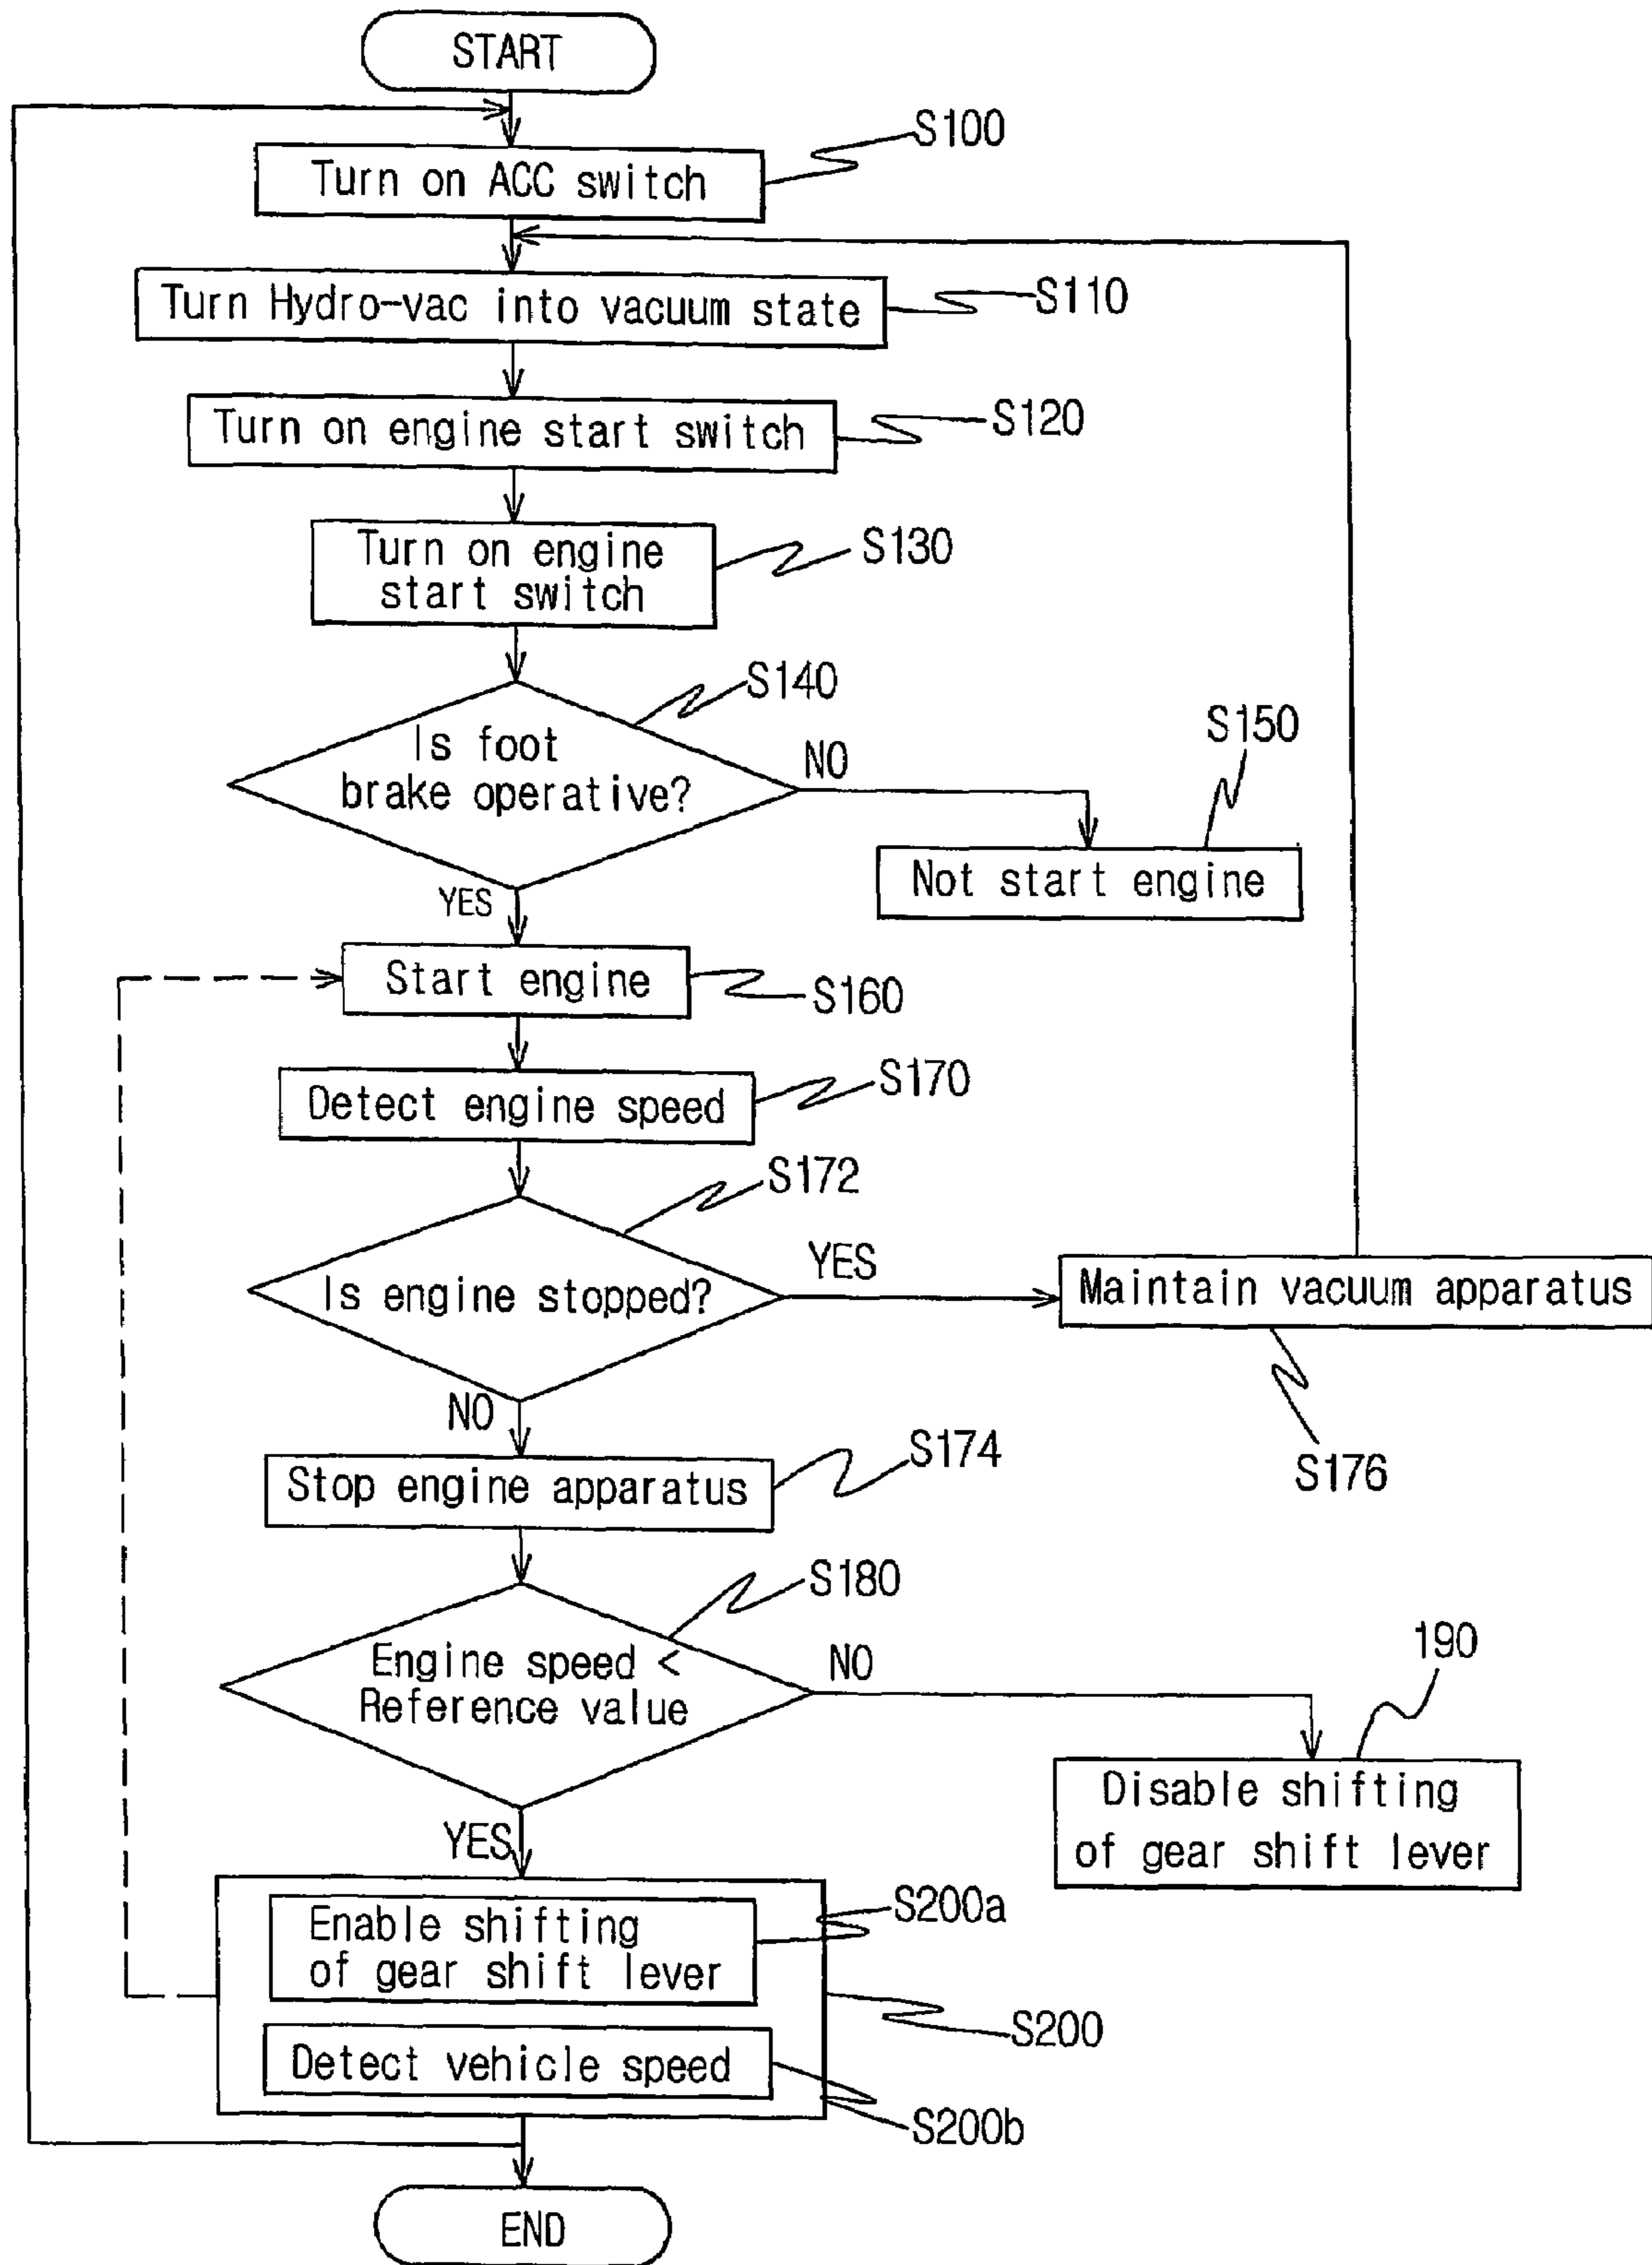 START
S100
Turn on ACC switch
Turn Hydro-vac into vacuum state
S110
Turn on engine start switch
S120
Turn on engine
start switch
S130
S140
Is foot
brake operative?
NO
S150
Not start engine
YES
Start engine
S160
Detect engine speed
S170
S172
Is engine stopped?
YES
Maintain vacuum apparatus
S176
NO
S174
Stop engine apparatus
S180
Engine speed <
Reference value
NO
190
Disable shifting
of gear shift lever
YES
Enable shifting
of gear shift lever
S200a
S200
Detect vehicle speed
S200b
END